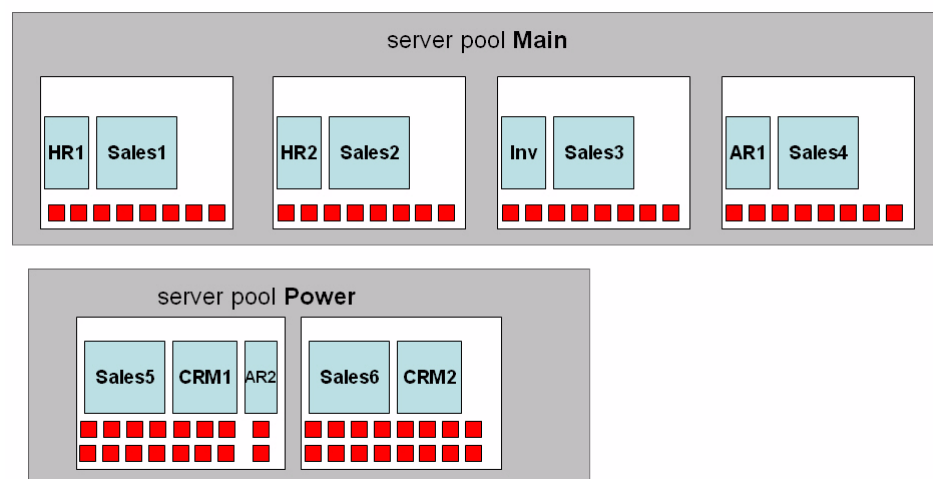 server pool Main
HR1 Sales1 HR2 Sales2 Inv Sales3 AR1 Sales4
server pool Power
Sales5 CRM1 AR2 Sales6 CRM2